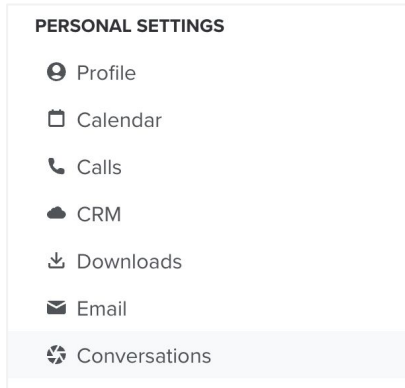 PERSONAL SETTINGS
Profile
Calendar
Calls
CRM
Downloads
Email
Conversations